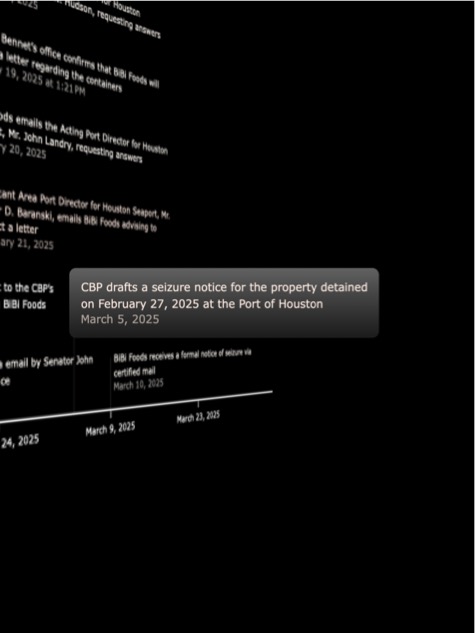 2025
Hudson, requesting answers
for Houston
Bennet's office confirms that BiBi Foods will
a letter regarding the containers
19, 2025 at 1:21PM
ods emails the Acting Port Director for Houston
t, Mr. John Landry, requesting answers
ry 20, 2025
tant Area Port Director for Houston Seaport, Mr.
D. Baranski, emails BiBi Foods advising to
ct a letter
uary 21, 2025
to the CBP's
BiBi Foods
CBP drafts a seizure notice for the property detained
on February 27, 2025 at the Port of Houston
March 5, 2025
email by Senator John
ce
BiBi Foods receives a formal notice of seizure via
certified mail
March 10, 2025
24, 2025
March 9, 2025
March 23, 2025